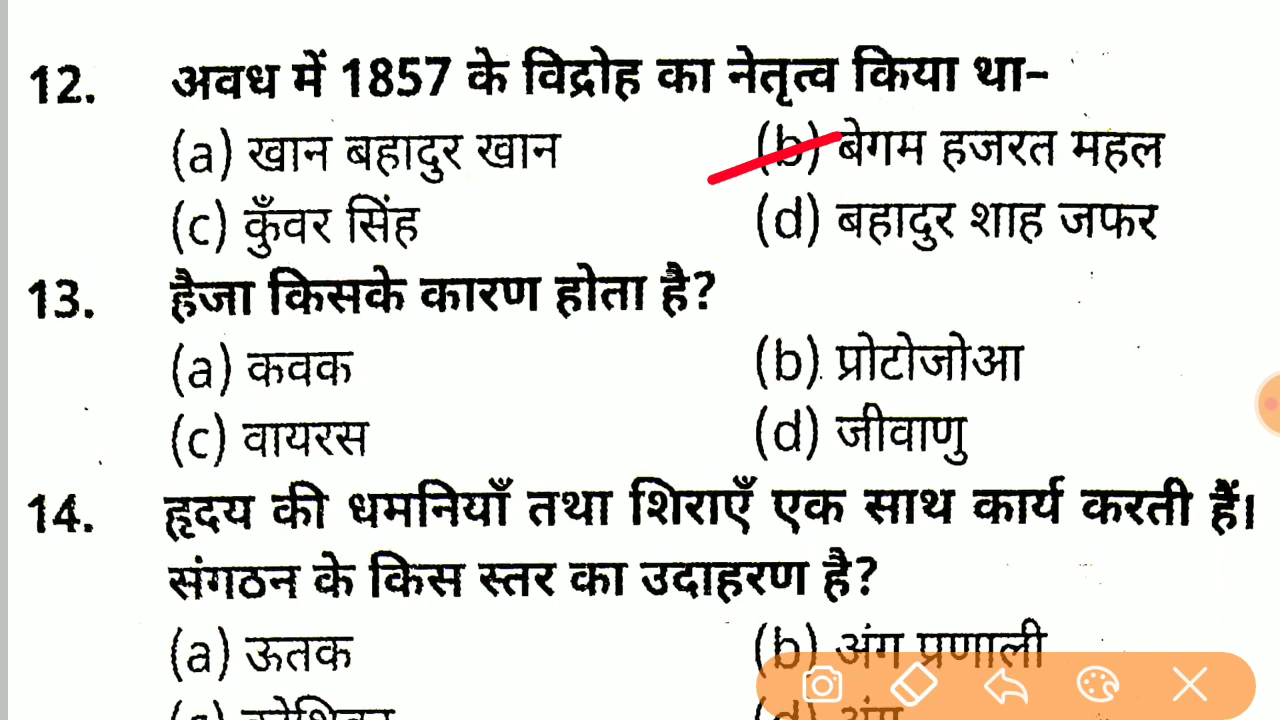 12. अवध में 1857 के विद्रोह का नेतृत्व किया था–
(a) खान बहादुर खान (b) बेगम हजरत महल
(c) कुँवर सिंह (d) बहादुर शाह जफर
13. हैजा किसके कारण होता है?
(a) कवक (b) प्रोटोजोआ
(c) वायरस (d) जीवाणु
14. हृदय की धमनियाँ तथा शिराएँ एक साथ कार्य करती हैं।
संगठन के किस स्तर का उदाहरण है?
(a) ऊतक (b) अंग प्रणाली
(d) अंग